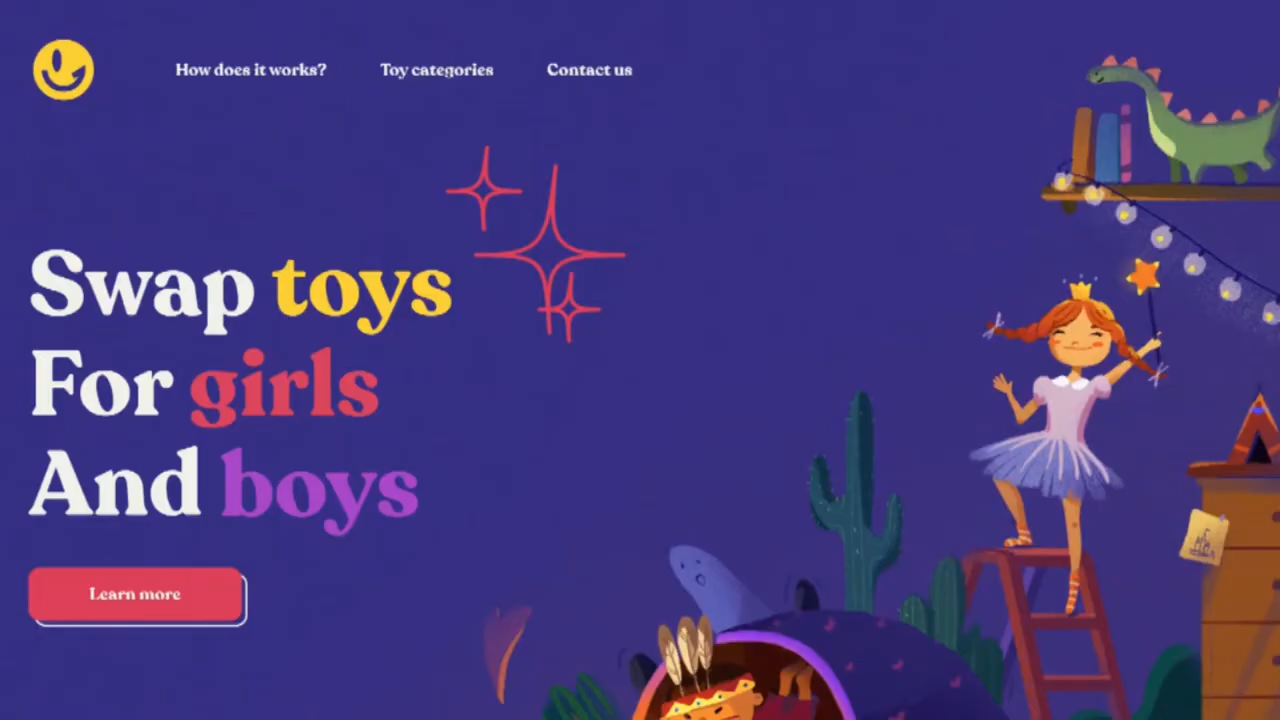 How does it works?
Toy categories
Contact us
Swap toys
For girls
And boys
Learn more